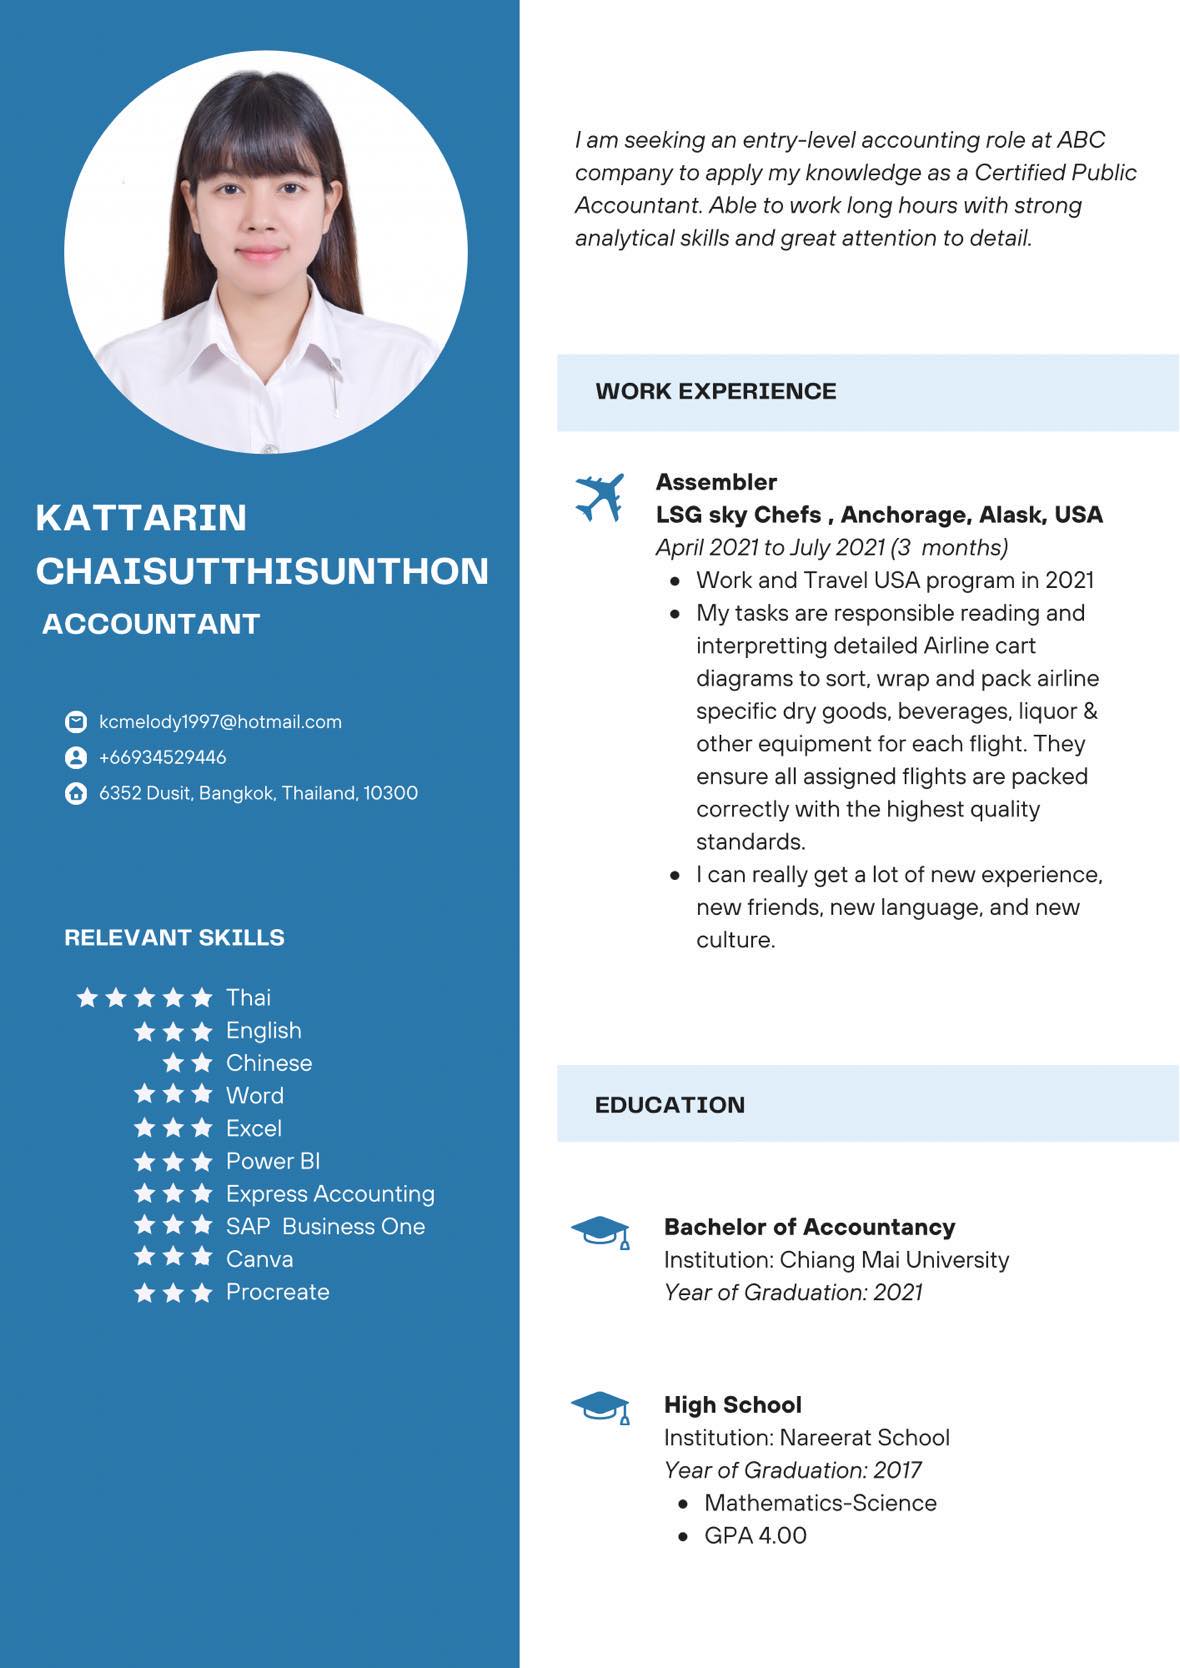 KATTARIN
CHAISUTTHISUNTHON
ACCOUNTANT
kcmelody1997@hotmail.com
+66934529446
6352 Dusit, Bangkok, Thailand, 10300
RELEVANT SKILLS
Thai
English
Chinese
Word
Excel
Power BI
Express Accounting
SAP  Business One
Canva
Procreate
I am seeking an entry-level accounting role at ABC
company to apply my knowledge as a Certified Public
Accountant. Able to work long hours with strong
analytical skills and great attention to detail.
WORK EXPERIENCE
Assembler
LSG sky Chefs , Anchorage, Alask, USA
April 2021 to July 2021 (3  months)
• Work and Travel USA program in 2021
• My tasks are responsible reading and
interpretting detailed Airline cart
diagrams to sort, wrap and pack airline
specific dry goods, beverages, liquor &
other equipment for each flight. They
ensure all assigned flights are packed
correctly with the highest quality
standards.
• I can really get a lot of new experience,
new friends, new language, and new
culture.
EDUCATION
Bachelor of Accountancy
Institution: Chiang Mai University
Year of Graduation: 2021
High School
Institution: Nareerat School
Year of Graduation: 2017
• Mathematics-Science
• GPA 4.00